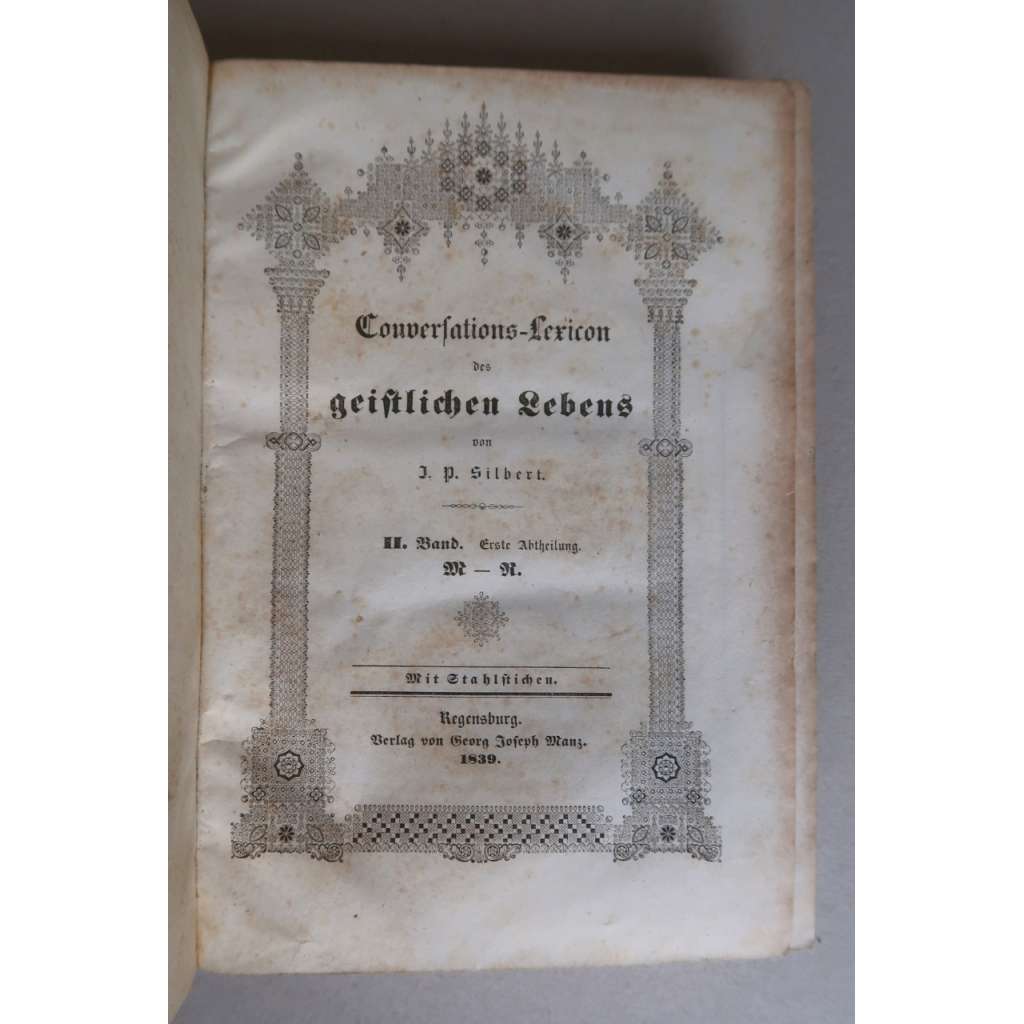 Conversations-Lexicon
des
geistlichen Lebens
von
J. P. Silbert.
II. Band. Erste Abtheilung.
M — R.
Mit Stahlstichen.
Regensburg.
Verlag von Georg Joseph Manz.
1839.